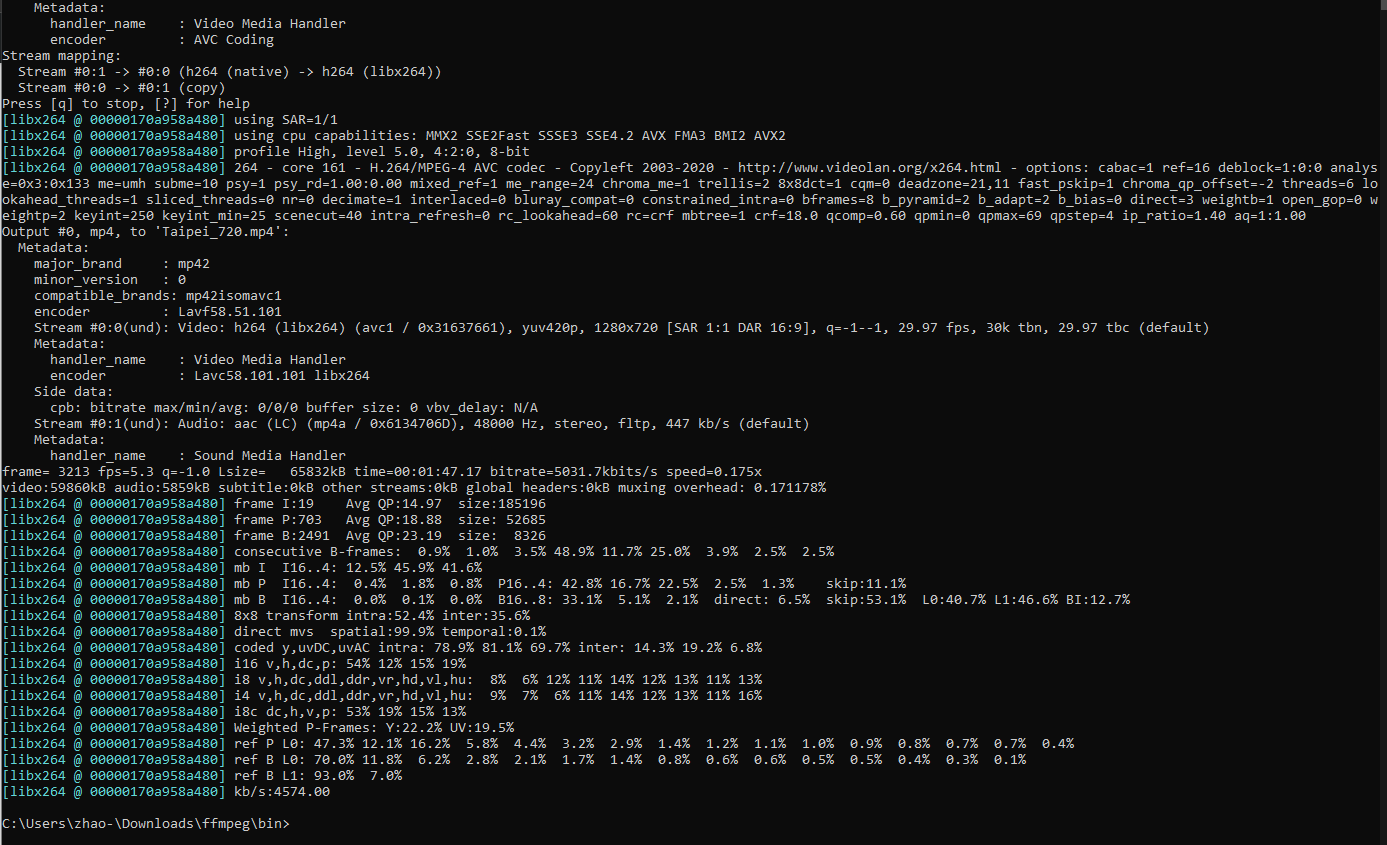 Metadata:
      handler_name    : Video Media Handler
      encoder         : AVC Coding
Stream mapping:
  Stream #0:1 -> #0:0 (h264 (native) -> h264 (libx264))
  Stream #0:0 -> #0:1 (copy)
Press [q] to stop, [?] for help
[libx264 @ 00000170a958a480] using SAR=1/1
[libx264 @ 00000170a958a480] using cpu capabilities: MMX2 SSE2Fast SSSE3 SSE4.2 AVX FMA3 BMI2 AVX2
[libx264 @ 00000170a958a480] profile High, level 5.0, 4:2:0, 8-bit
[libx264 @ 00000170a958a480] 264 - core 161 - H.264/MPEG-4 AVC codec - Copyleft 2003-2020 - http://www.videolan.org/x264.html - options: cabac=1 ref=16 deblock=1:0:0 analys
e=0x3:0x133 me=umh subme=10 psy=1 psy_rd=1.00:0.00 mixed_ref=1 me_range=24 chroma_me=1 trellis=2 8x8dct=1 cqm=0 deadzone=21,11 fast_pskip=1 chroma_qp_offset=-2 threads=6 lo
okahead_threads=1 sliced_threads=0 nr=0 decimate=1 interlaced=0 bluray_compat=0 constrained_intra=0 bframes=8 b_pyramid=2 b_adapt=2 b_bias=0 direct=3 weightb=1 open_gop=0 w
eightp=2 keyint=250 keyint_min=25 scenecut=40 intra_refresh=0 rc_lookahead=60 rc=crf mbtree=1 crf=18.0 qcomp=0.60 qpmin=0 qpmax=69 qpstep=4 ip_ratio=1.40 aq=1:1.00
Output #0, mp4, to 'Taipei_720.mp4':
  Metadata:
    major_brand     : mp42
    minor_version   : 0
    compatible_brands: mp42isomavc1
    encoder         : Lavf58.51.101
    Stream #0:0(und): Video: h264 (libx264) (avc1 / 0x31637661), yuv420p, 1280x720 [SAR 1:1 DAR 16:9], q=-1--1, 29.97 fps, 30k tbn, 29.97 tbc (default)
    Metadata:
      handler_name    : Video Media Handler
      encoder         : Lavc58.101.101 libx264
    Side data:
      cpb: bitrate max/min/avg: 0/0/0 buffer size: 0 vbv_delay: N/A
    Stream #0:1(und): Audio: aac (LC) (mp4a / 0x6134706D), 48000 Hz, stereo, fltp, 447 kb/s (default)
    Metadata:
      handler_name    : Sound Media Handler
frame= 3213 fps=5.3 q=-1.0 Lsize=   65832kB time=00:01:47.17 bitrate=5031.7kbits/s speed=0.175x
video:59860kB audio:5859kB subtitle:0kB other streams:0kB global headers:0kB muxing overhead: 0.171178%
[libx264 @ 00000170a958a480] frame I:19    Avg QP:14.97  size:185196
[libx264 @ 00000170a958a480] frame P:703   Avg QP:18.88  size: 52685
[libx264 @ 00000170a958a480] frame B:2491  Avg QP:23.19  size:  8326
[libx264 @ 00000170a958a480] consecutive B-frames:  0.9%  1.0%  3.5% 48.9% 11.7% 25.0%  3.9%  2.5%  2.5%
[libx264 @ 00000170a958a480] mb I  I16..4: 12.5% 45.9% 41.6%
[libx264 @ 00000170a958a480] mb P  I16..4:  0.4%  1.8%  0.8%  P16..4: 42.8% 16.7% 22.5%  2.5%  1.3%    skip:11.1%
[libx264 @ 00000170a958a480] mb B  I16..4:  0.0%  0.1%  0.0%  B16..8: 33.1%  5.1%  2.1%  direct: 6.5%  skip:53.1%  L0:40.7% L1:46.6% BI:12.7%
[libx264 @ 00000170a958a480] 8x8 transform intra:52.4% inter:35.6%
[libx264 @ 00000170a958a480] direct mvs  spatial:99.9% temporal:0.1%
[libx264 @ 00000170a958a480] coded y,uvDC,uvAC intra: 78.9% 81.1% 69.7% inter: 14.3% 19.2% 6.8%
[libx264 @ 00000170a958a480] i16 v,h,dc,p: 54% 12% 15% 19%
[libx264 @ 00000170a958a480] i8 v,h,dc,ddl,ddr,vr,hd,vl,hu:  8%  6% 12% 11% 14% 12% 13% 11% 13%
[libx264 @ 00000170a958a480] i4 v,h,dc,ddl,ddr,vr,hd,vl,hu:  9%  7%  6% 11% 14% 12% 13% 11% 16%
[libx264 @ 00000170a958a480] i8c dc,h,v,p: 53% 19% 15% 13%
[libx264 @ 00000170a958a480] Weighted P-Frames: Y:22.2% UV:19.5%
[libx264 @ 00000170a958a480] ref P L0: 47.3% 12.1% 16.2%  5.8%  4.4%  3.2%  2.9%  1.4%  1.2%  1.1%  1.0%  0.9%  0.8%  0.7%  0.7%  0.4%
[libx264 @ 00000170a958a480] ref B L0: 70.0% 11.8%  6.2%  2.8%  2.1%  1.7%  1.4%  0.8%  0.6%  0.6%  0.5%  0.5%  0.4%  0.3%  0.1%
[libx264 @ 00000170a958a480] ref B L1: 93.0%  7.0%
[libx264 @ 00000170a958a480] kb/s:4574.00
C:\Users\zhao-\Downloads\ffmpeg\bin>